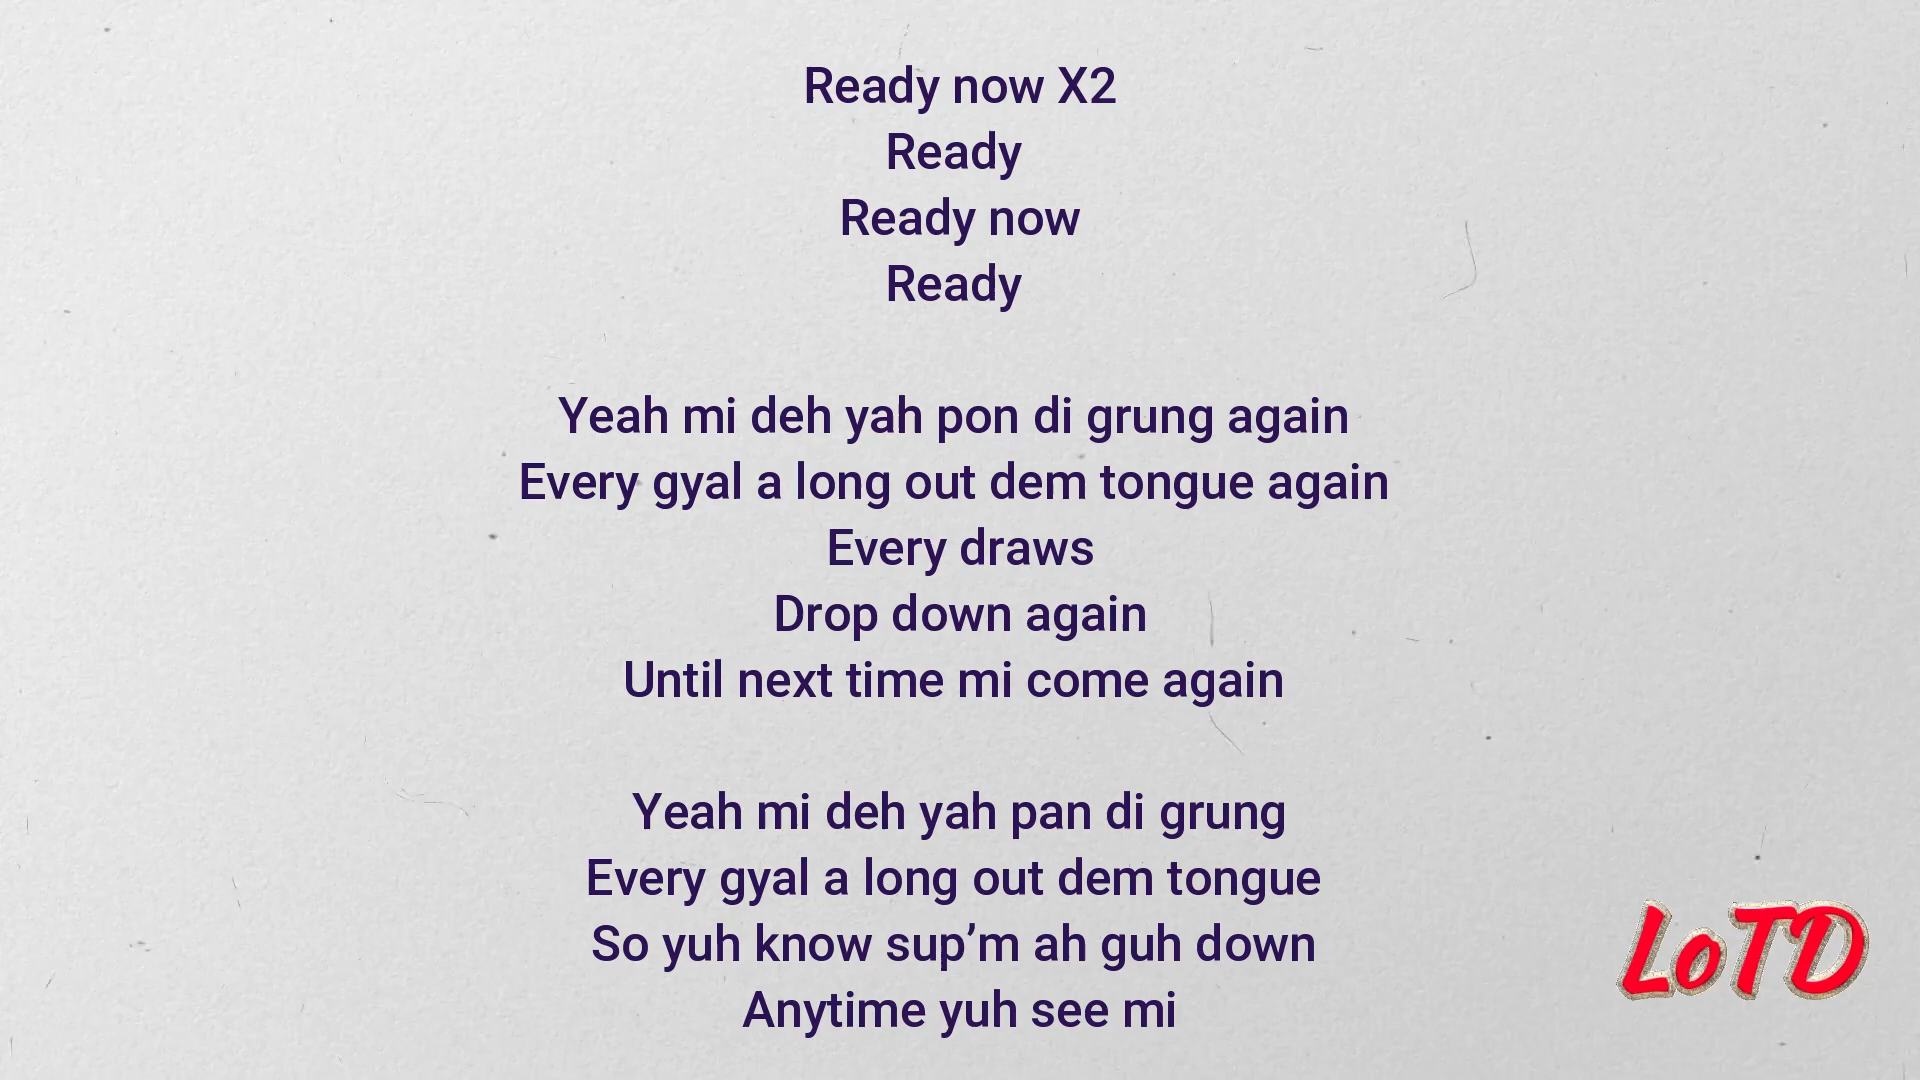 Ready now X2
Ready
Ready now
Ready
Yeah mi deh yah pon di grung again
Every gyal a long out dem tongue again
Every draws
Drop down again
Until next time mi come again
Yeah mi deh yah pan di grung
Every gyal a long out dem tongue
So yuh know sup’m ah guh down
Anytime yuh see mi
LoTD